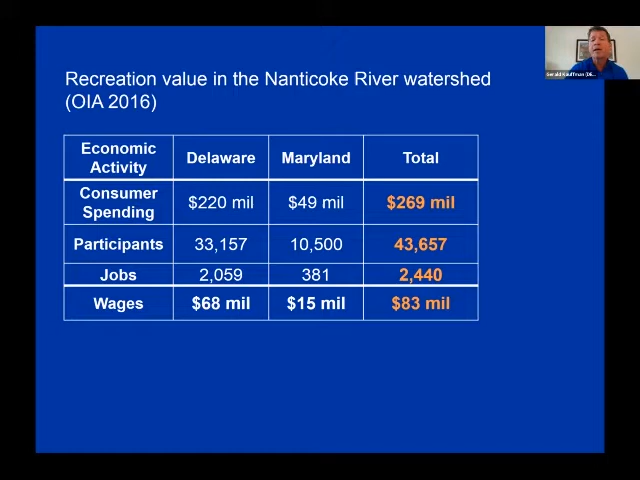 Recreation value in the Nanticoke River watershed
(OIA 2016)
Economic Activity Delaware Maryland Total
Consumer Spending $220 mil $49 mil $269 mil
Participants 33,157 10,500 43,657
Jobs 2,059 381 2,440
Wages $68 mil $15 mil $83 mil
Gerald Kauffman